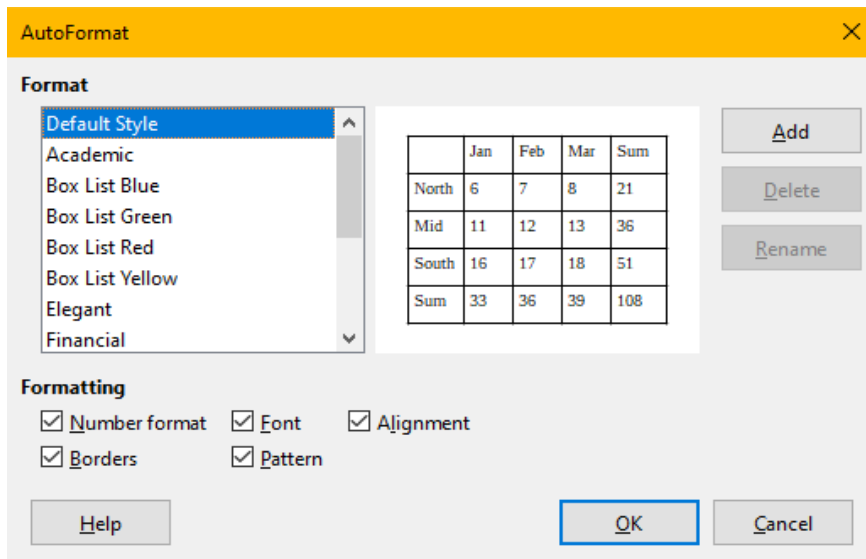 AutoFormat
Format
Default Style
Academic
Box List Blue
Box List Green
Box List Red
Box List Yellow
Elegant
Financial
Jan Feb Mar Sum
North 6 7 8 21
Mid 11 12 13 36
South 16 17 18 51
Sum 33 36 39 108
Add
Delete
Rename
Formatting
Number format Font Alignment
Borders Pattern
Help OK Cancel